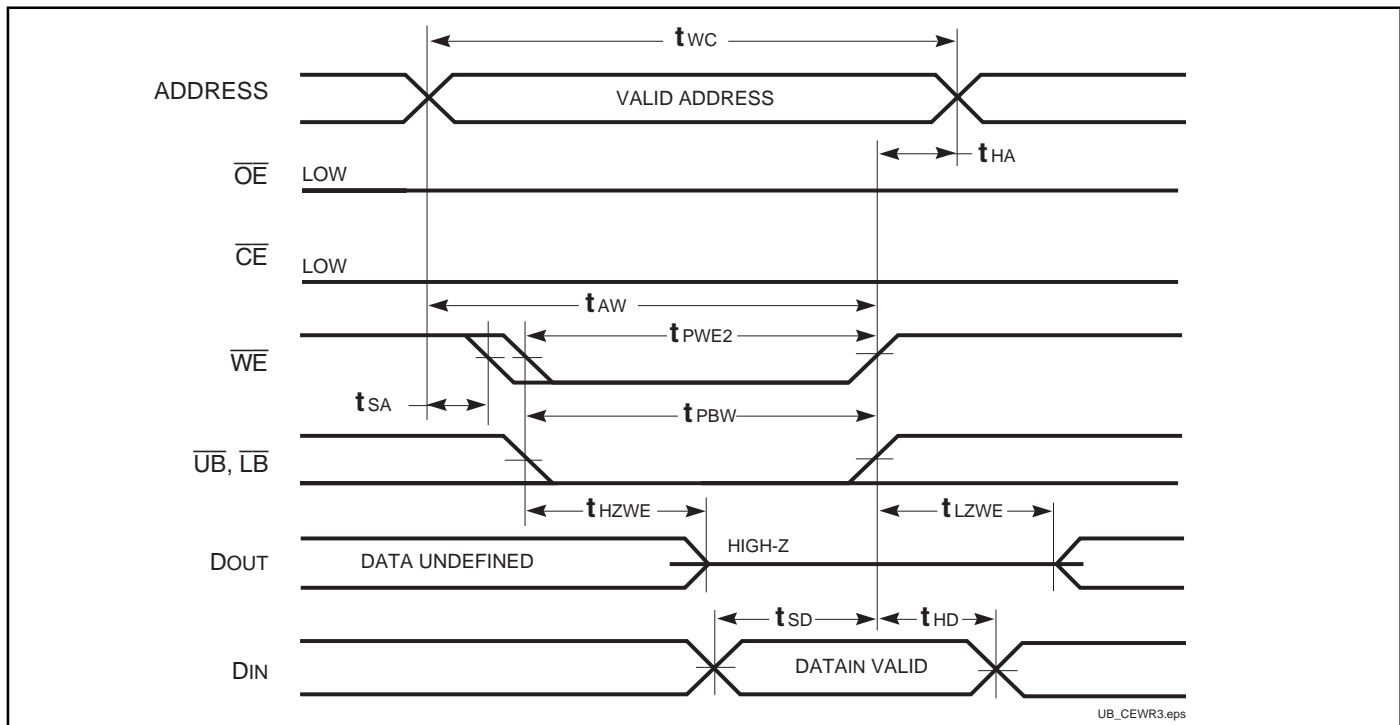 tWC
ADDRESS
VALID ADDRESS
tHA
OE
LOW
CE
LOW
tAW
tPWE2
WE
tSA
tPBW
UB, LB
tHZWE
tLZWE
HIGH-Z
DOUT
DATA UNDEFINED
tSD
tHD
DIN
DATAIN VALID
UB_CEWR3.eps